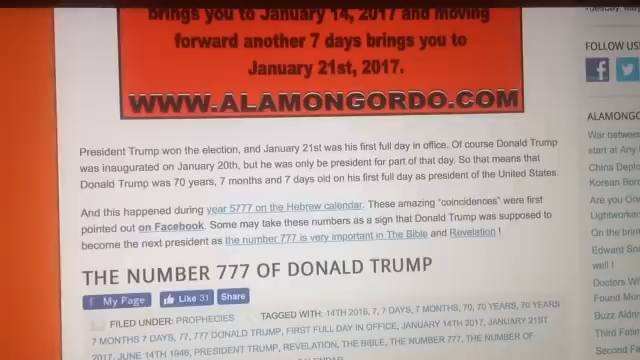 brings you to January 14, 2017 and moving
forward another 7 days brings you to
January 21st, 2017.
WWW.ALAMONGORDO.COM
President Trump won the election, and January 21st was his first full day in office. Of course Donald Trump
was inaugurated on January 20th, but he was only be president for part of that day. So that means that
Donald Trump was 70 years, 7 months and 7 days old on his first full day as president of the United States.
And this happened during year 5777 on the Hebrew calendar. These amazing “coincidences” were first
pointed out on Facebook. Some may take these numbers as a sign that Donald Trump was supposed to
become the next president as the number 777 is very important in The Bible and Revelation !
THE NUMBER 777 OF DONALD TRUMP
f My Page
Like 31
Share
FILED UNDER: PROPHECIES
TAGGED WITH: 14TH 2016, 7, 7 DAYS, 7 MONTHS, 70, 70 YEARS, 70 YEARS
7 MONTHS 7 DAYS, 77, 777 DONALD TRUMP, FIRST FULL DAY IN OFFICE, JANUARY 14TH 2017, JANUARY 21ST
2017, JUNE 14TH 1946, PRESIDENT TRUMP, REVELATION, THE BIBLE, THE NUMBER 777, THE NUMBER OF
FOLLOW US
ALAMONGO
War between
start at Any
China Deplo
Korean Bor
Are you On
Lightworker
On the brin
Edward So
well !
Doctors W
Found Mu
Buzz Aldrin
Third Fati
Second F